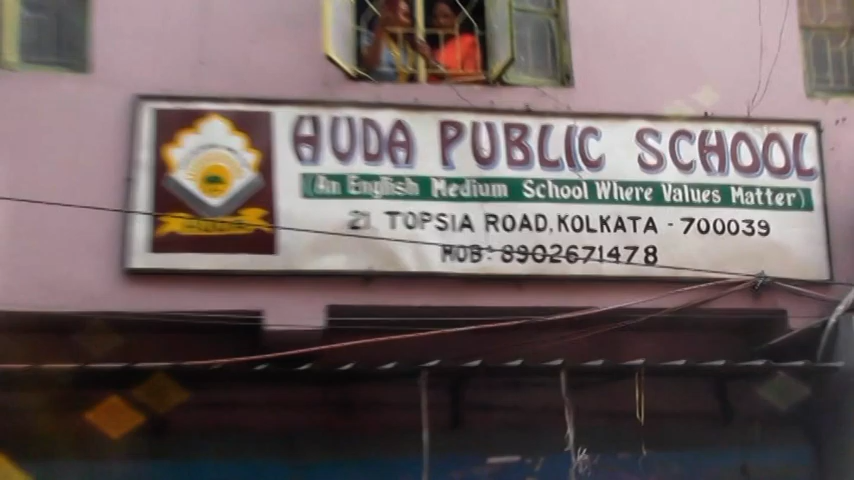 HUDA PUBLIC SCHOOL
(An English Medium School Where Values Matter)
21, TOPSIA ROAD, KOLKATA - 700039
MOB: 8902671478